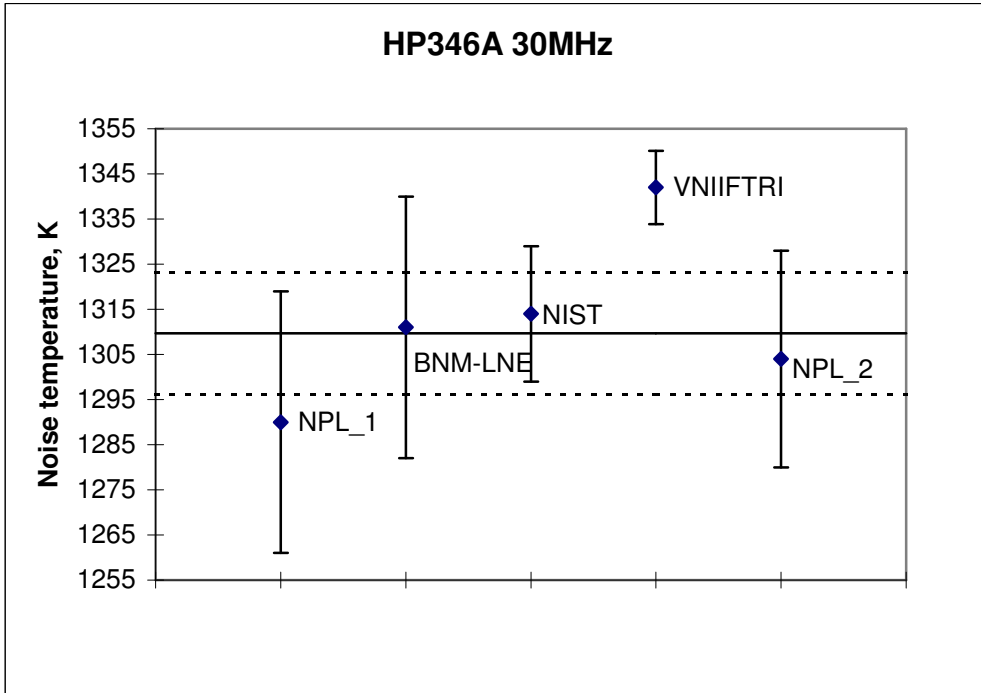 HP346A 30MHz
Noise temperature, K
1355
1345
1335
1325
1315
1305
1295
1285
1275
1265
1255
NPL_1
BNM-LNE
NIST
VNIIFTRI
NPL_2